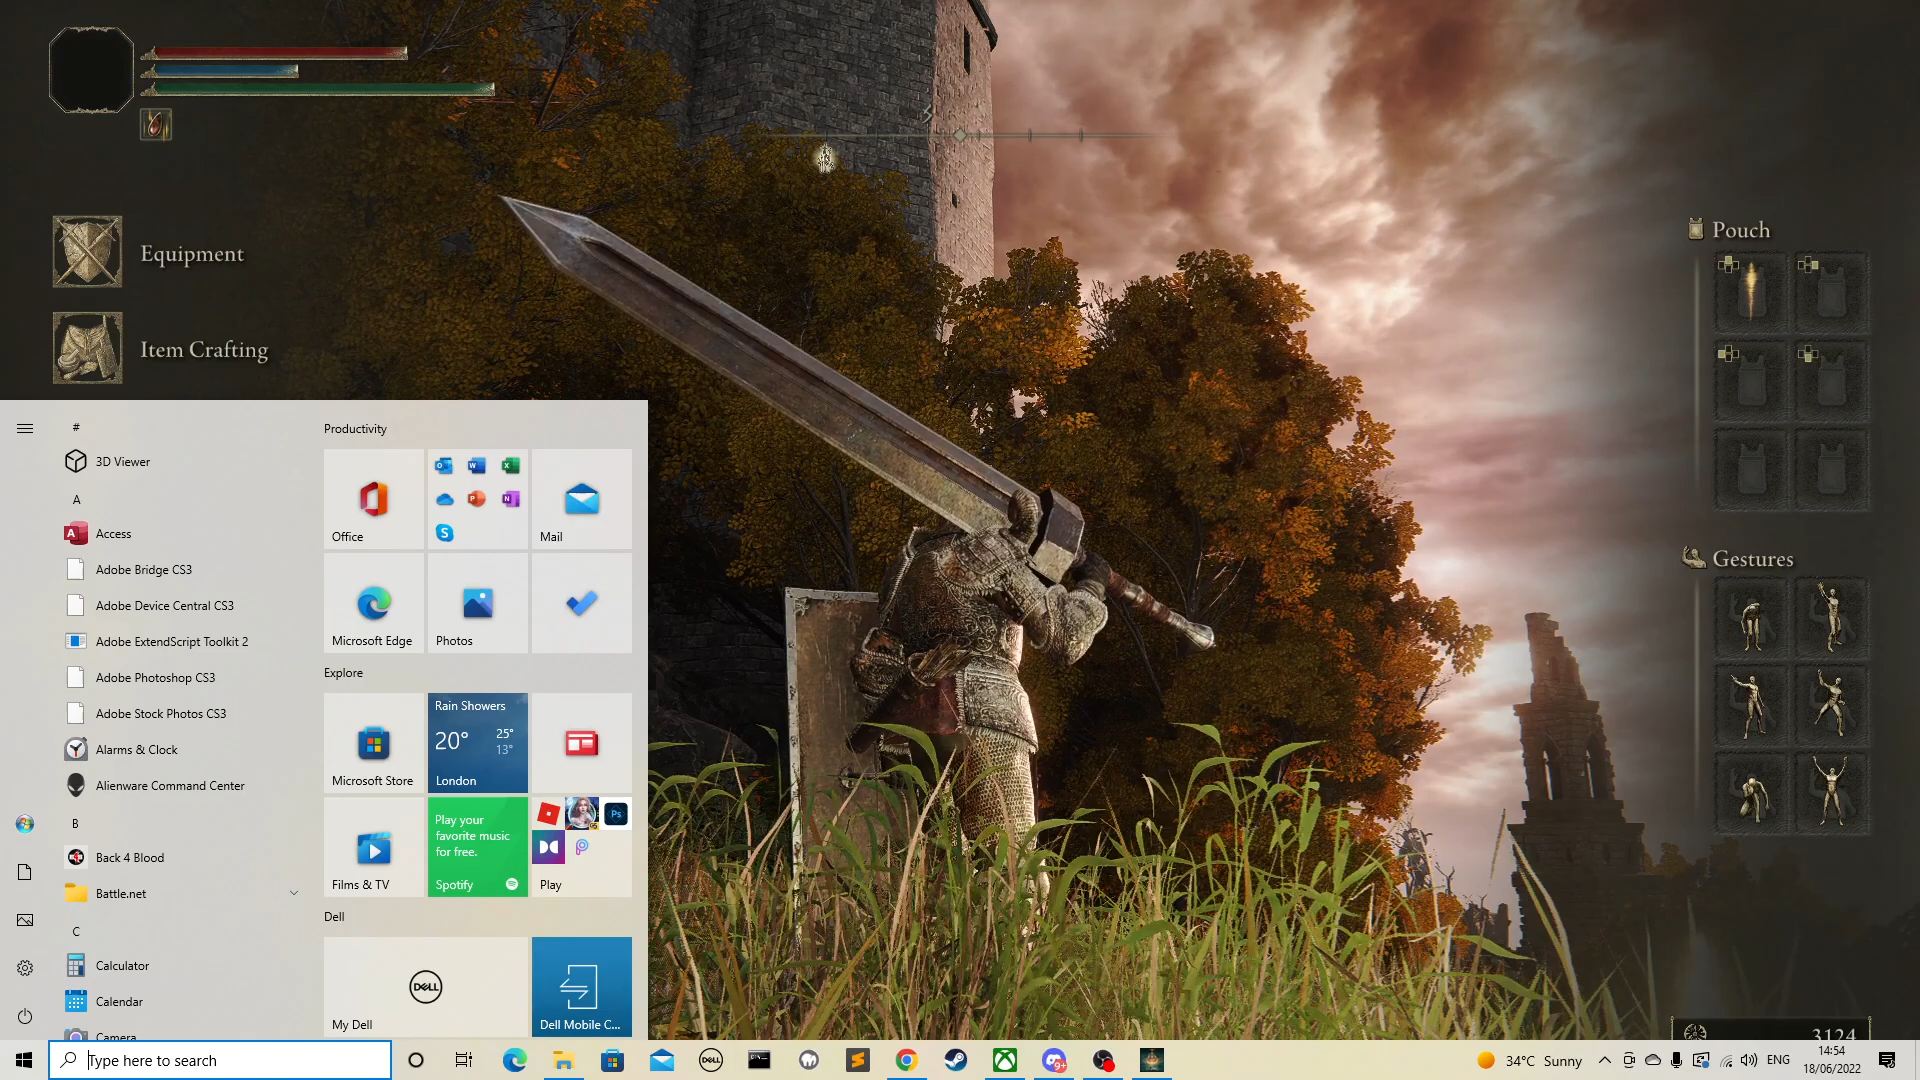 Equipment
Item Crafting
Pouch
Gestures
#
3D Viewer
A
Access
Adobe Bridge CS3
Adobe Device Central CS3
Adobe ExtendScript Toolkit 2
Adobe Photoshop CS3
Adobe Stock Photos CS3
Alarms & Clock
Alienware Command Center
B
Back 4 Blood
Battle.net
C
Calculator
Calendar
Camera
Productivity
Office
Mail
Microsoft Edge
Photos
Explore
Microsoft Store
Rain Showers
20° 25°
13°
London
Films & TV
Play your
favorite music
for free.
Spotify
Ps
Play
Dell
DELL
My Dell
Dell Mobile C...
3124
Type here to search
DELL
9+
34°C Sunny
ENG
14:54
18/06/2022